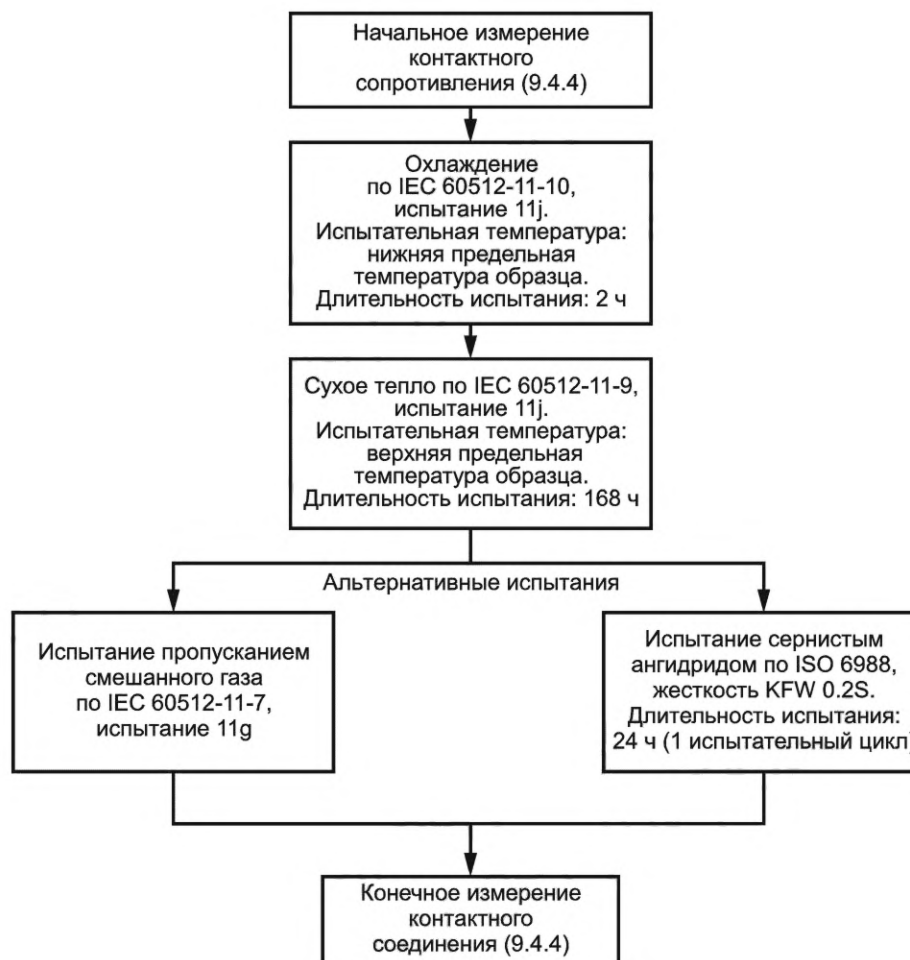 Начальное измерение
контактного
сопротивления (9.4.4)
Охлаждение
по IEC 60512-11-10,
испытание 11j.
Испытательная температура:
нижняя предельная
температура образца.
Длительность испытания: 2 ч
Сухое тепло по IEC 60512-11-9,
испытание 11j.
Испытательная температура:
верхняя предельная
температура образца.
Длительность испытания: 168 ч
Альтернативные испытания
Испытание пропусканием
смешанного газа
по IEC 60512-11-7,
испытание 11g
Испытание сернистым
ангидридом по ISO 6988,
жесткость KFW 0.2S.
Длительность испытания:
24 ч (1 испытательный цикл)
Конечное измерение
контактного
соединения (9.4.4)